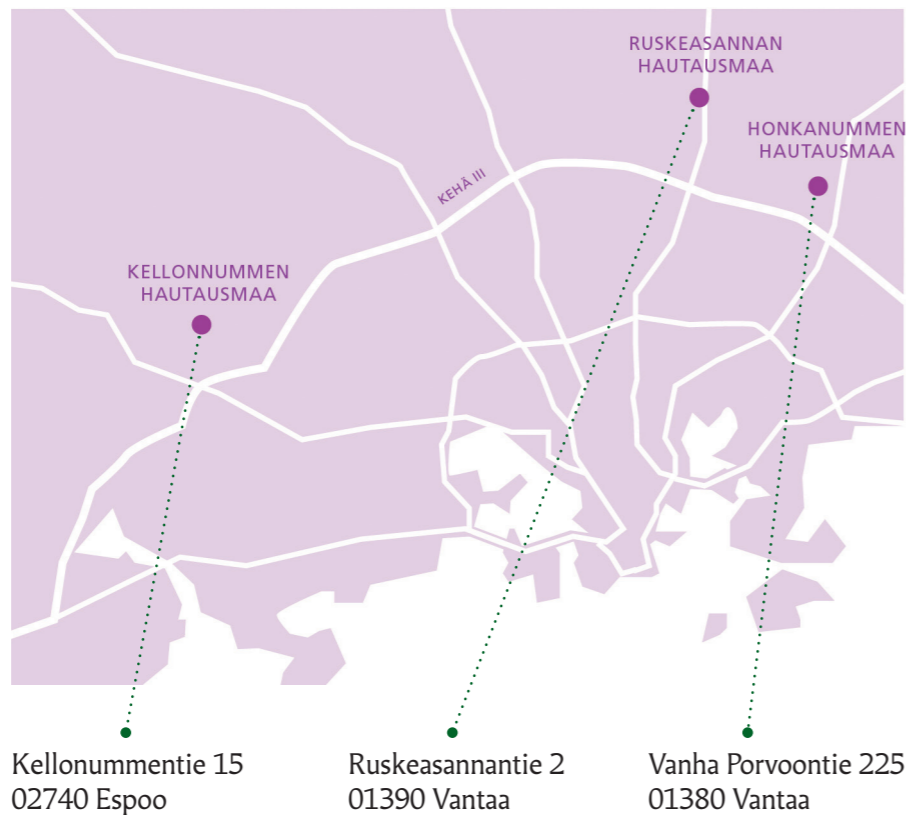 RUSKEASANNAN
HAUTAUSMAA
HONKANUMMEN
HAUTAUSMAA
KEHÄ III
KELLONNUMMEN
HAUTAUSMAA
Kellonummentie 15
02740 Espoo
Ruskeasannantie 2
01390 Vantaa
Vanha Porvoontie 225
01380 Vantaa